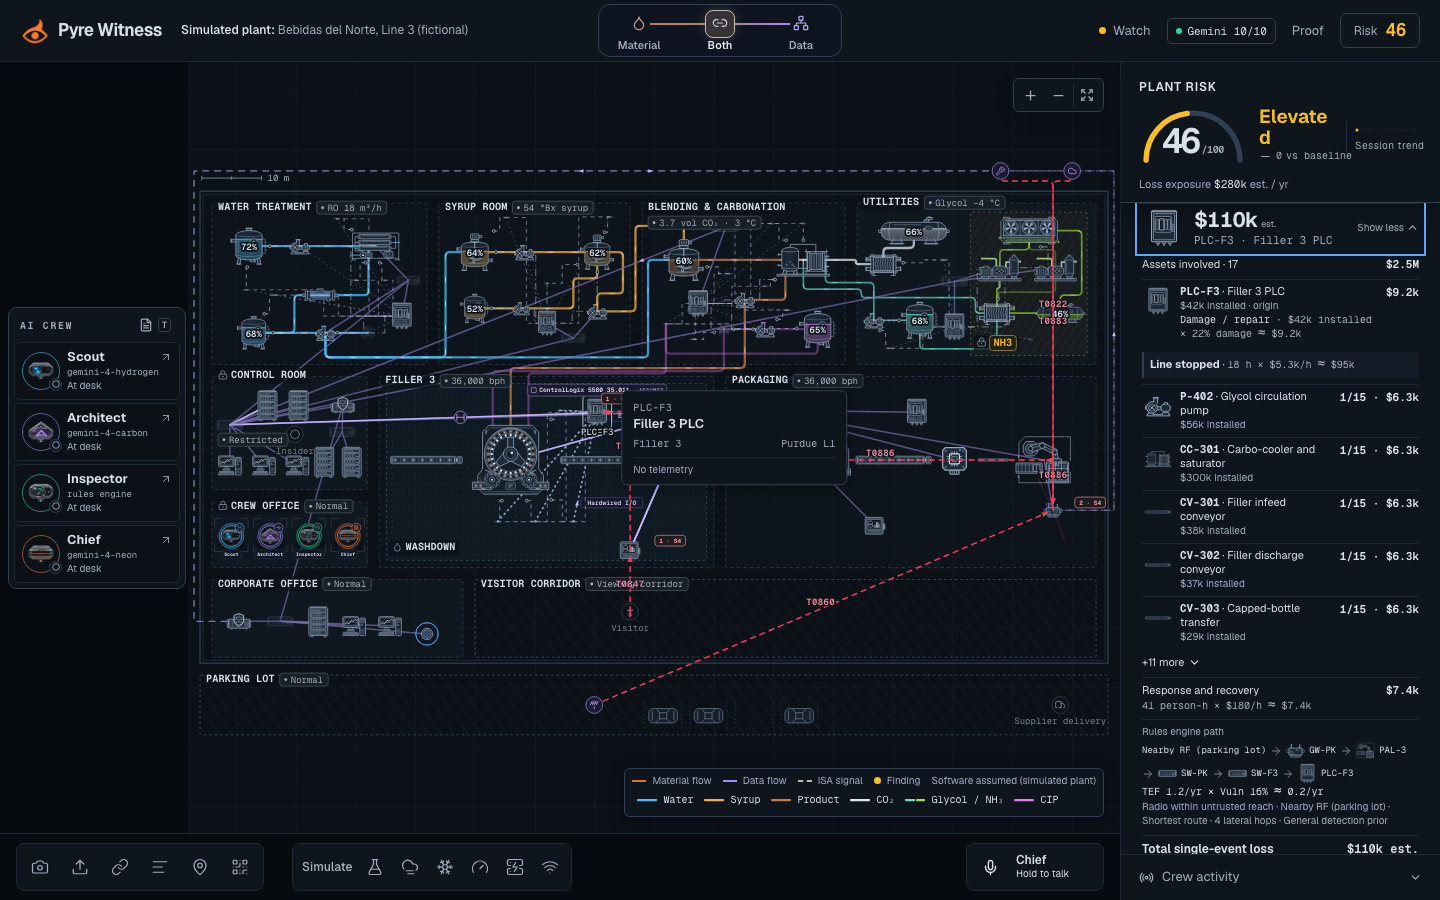 Pyre Witness
Simulated plant: Bebidas del Norte, Line 3 (fictional)
Material
Both
Data
Watch
Gemini 10/10
Proof
Risk 46
10 m
WATER TREATMENT
RO 18 m³/h
SYRUP ROOM
54 °Bx syrup
BLENDING & CARBONATION
3.7 vol CO₂ · 3 °C
UTILITIES
Glycol −4 °C
72%
68%
64%
62%
52%
60%
65%
66%
68%
46%
T0822
T0883
NH3
CONTROL ROOM
Restricted
Insider
FILLER 3
36,000 bph
PLC-F3
PACKAGING
36,000 bph
PLC-F3
Filler 3 PLC
Filler 3
Purdue L1
No telemetry
T0886
T0886
2 · S4
1 · S4
Hardwired I/O
WASHDOWN
CREW OFFICE
Normal
Scout
Architect
Inspector
Chief
CORPORATE OFFICE
Normal
VISITOR CORRIDOR
T0847
Visitor
T0860
PARKING LOT
Normal
Supplier delivery
AI CREW
T
Scout
gemini-4-hydrogen
At desk
Architect
gemini-4-carbon
At desk
Inspector
rules engine
At desk
Chief
gemini-4-neon
At desk
Material flow
Data flow
ISA signal
Finding
Software assumed (simulated plant)
Water
Syrup
Product
CO₂
Glycol / NH₃
CIP
Simulate
Chief
Hold to talk
PLANT RISK
46 /100
Elevate
d
— 0 vs baseline
Session trend
Loss exposure $280k est. / yr
$110k est.
PLC-F3 · Filler 3 PLC
Show less
Assets involved · 17
$2.5M
PLC-F3 · Filler 3 PLC
$9.2k
$42k installed · origin
Damage / repair · $42k installed
× 22% damage ≈ $9.2k
Line stopped · 18 h × $5.3k/h ≈ $95k
P-402 · Glycol circulation
pump
1/15 · $6.3k
$56k installed
CC-301 · Carbo-cooler and
saturator
1/15 · $6.3k
$300k installed
CV-301 · Filler infeed
conveyor
1/15 · $6.3k
$38k installed
CV-302 · Filler discharge
conveyor
1/15 · $6.3k
$37k installed
CV-303 · Capped-bottle
transfer
1/15 · $6.3k
$29k installed
+11 more
Response and recovery
$7.4k
41 person-h × $180/h ≈ $7.4k
Rules engine path
Nearby RF (parking lot) → GW-PK → PAL-3
→ SW-PK → SW-F3 → PLC-F3
TEF 1.2/yr × Vuln 16% ≈ 0.2/yr
Radio within untrusted reach · Nearby RF (parking lot) ·
Shortest route · 4 lateral hops · General detection prior
Total single-event loss
$110k est.
Crew activity